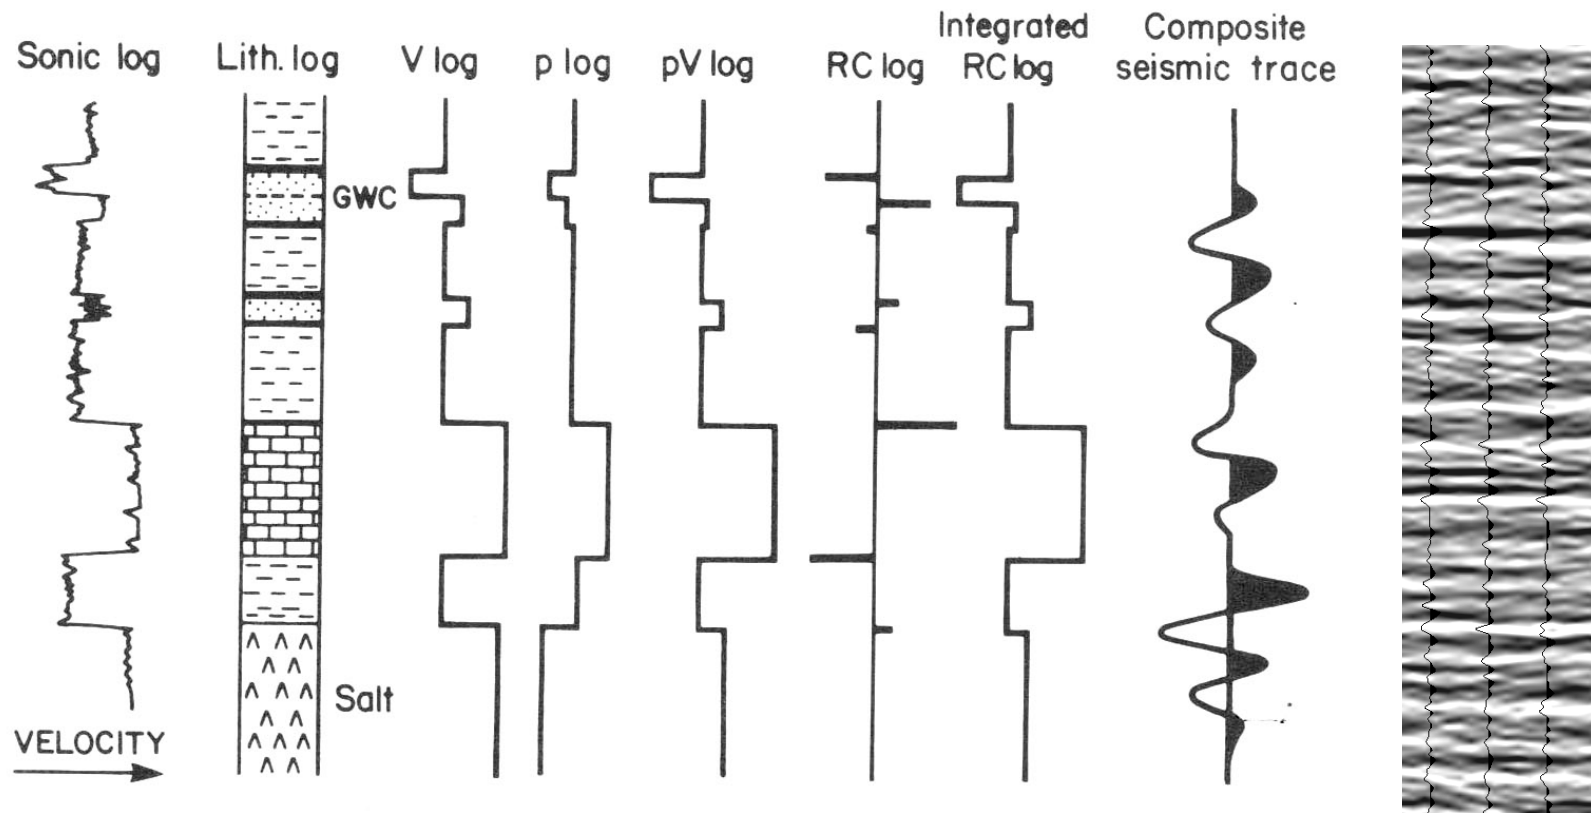 Sonic log
Lith. log
V log
p log
pV log
RC log
Integrated
RC log
Composite
seismic trace
GWC
Salt
VELOCITY